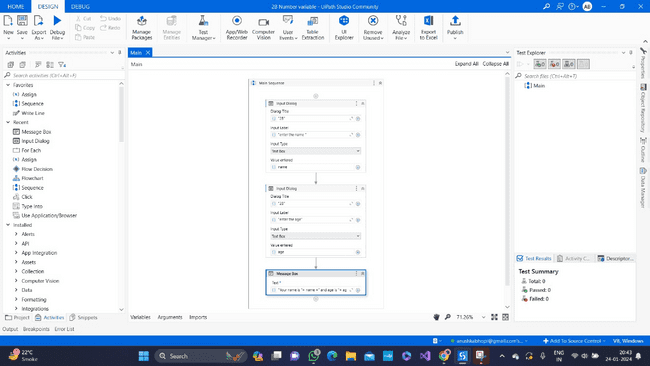 28 Number variable - UiPath Studio Community
HOME DESIGN DEBUG
New Save Export As Debug File
Cut Copy Paste Undo Redo
Manage Packages Manage Entities Test Manager App/Web Recorder Computer Vision User Events Table Extraction UI Explorer Remove Unused Analyze File Export to Excel Publish
Activities
Main
Test Explorer
Search activities (Ctrl+Alt+F)
Main
Expand All Collapse All
Search files (Ctrl+Alt+T)
Favorites
Assign
Sequence
Write Line
Recent
Message Box
Input Dialog
For Each
Assign
Flow Decision
Flowchart
Sequence
Click
Type Into
Use Application/Browser
Installed
Alerts
API
App Integration
Assets
Collection
Computer Vision
Data
Formatting
Integrations
Main Sequence
Input Dialog
Dialog Title
Input Label
"enter the name "
Input Type
Text Box
Value entered
name
Input Dialog
Dialog Title
Input Label
"enter the age"
Input Type
Text Box
Value entered
age
Message Box
Text *
"Your name is "+ name +" and age is "+ ag
Main
Properties
Object Repository
Outline
Data Manager
Test Results Activity C... Descriptor...
Test Summary
Total: 0
Passed: 0
Failed: 0
Project Activities Snippets
Variables Arguments Imports
71.26%
Output Breakpoints Error List
Add To Source Control VB, Windows
22°C
Smoke
Search
ENG
IN
20:43
24-01-2024